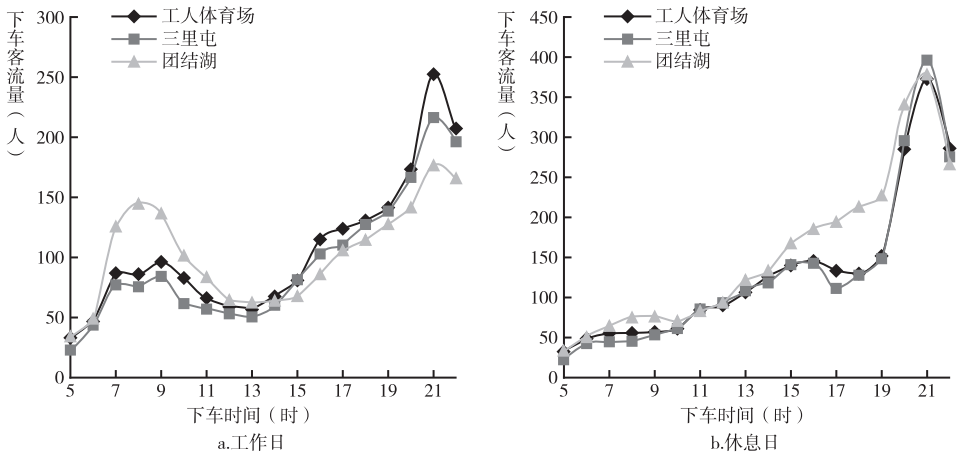 下车客流量（人）
300
250
200
150
100
50
0
工人体育场
三里屯
团结湖
5 7 9 11 13 15 17 19 21
下车时间（时）
a.工作日
下车客流量（人）
450
400
350
300
250
200
150
100
50
0
工人体育场
三里屯
团结湖
5 7 9 11 13 15 17 19 21
下车时间（时）
b.休息日